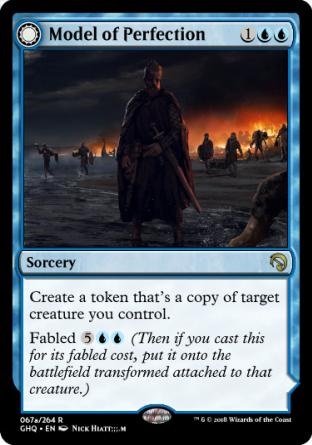 Model of Perfection 1
Sorcery
Create a token that's a copy of target
creature you control.
Fabled 5 (Then if you cast this
for its fabled cost, put it onto the
battlefield transformed attached to that
creature.)
067a/264 R
GHQ • EN NICK HIATT;;;.M
™ & © 2018 Wizards of the Coast